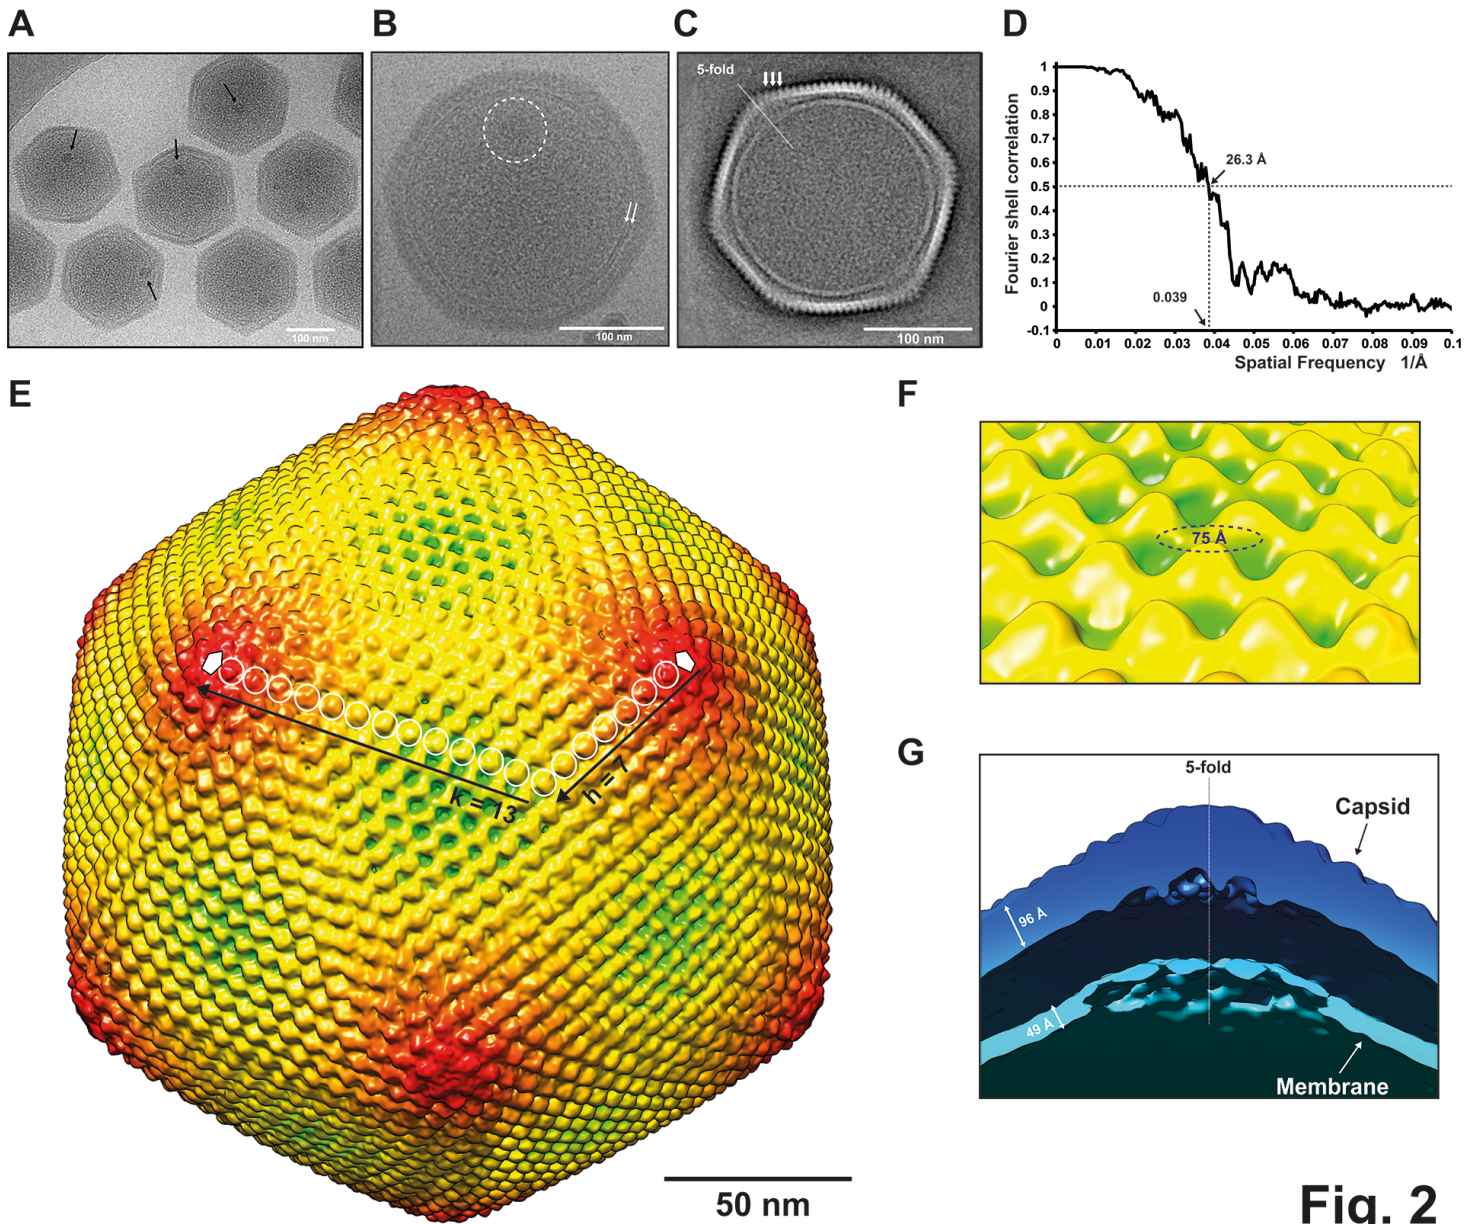 A
B
C
D
100 nm
100 nm
5-fold
100 nm
Fourier shell correlation
1
0.9
0.8
0.7
0.6
0.5
0.4
0.3
0.2
0.1
0
-0.1
26.3 Å
0.039
0
0.01
0.02
0.03
0.04
0.05
0.06
0.07
0.08
0.09
0.1
Spatial Frequency 1/Å
E
k = 13
h = 7
50 nm
F
75 Å
G
5-fold
Capsid
96 Å
49 Å
Membrane
Fig. 2